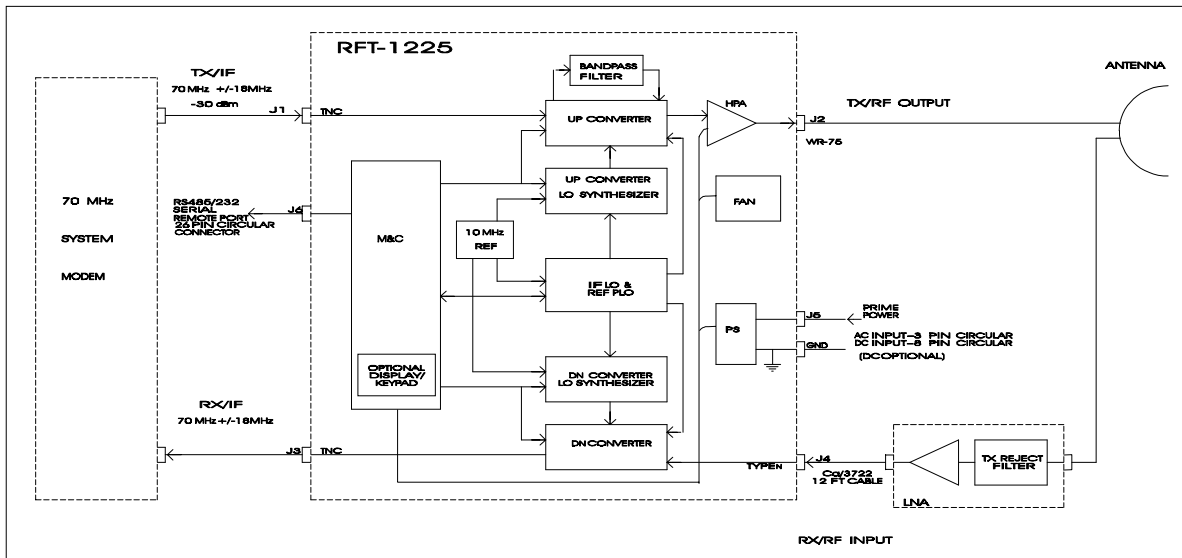 RFT-1225
TX/IF
70 MHz +/-18MHz
-30 dBm
J1
TNC
BANDPASS
FILTER
UP CONVERTER
HPA
TX/RF OUTPUT
J2
WR-75
ANTENNA
70 MHz
SYSTEM
MODEM
RS485/232
SERIAL
REMOTE PORT
26 PIN CIRCULAR
CONNECTOR
J6
M&C
UP CONVERTER
LO SYNTHESIZER
10 MHz
REF
FAN
IF LO &
REF PLO
PS
J5
PRIME
POWER
AC INPUT-3 PIN CIRCULAR
DC INPUT-8 PIN CIRCULAR
(DC OPTIONAL)
GND
OPTIONAL
DISPLAY/
KEYPAD
DN CONVERTER
LO SYNTHESIZER
RX/IF
70 MHz +/-18MHz
J3
TNC
DN CONVERTER
TYPEN
J4
Ca/3722
12 FT CABLE
TX REJECT
FILTER
LNA
RX/RF INPUT